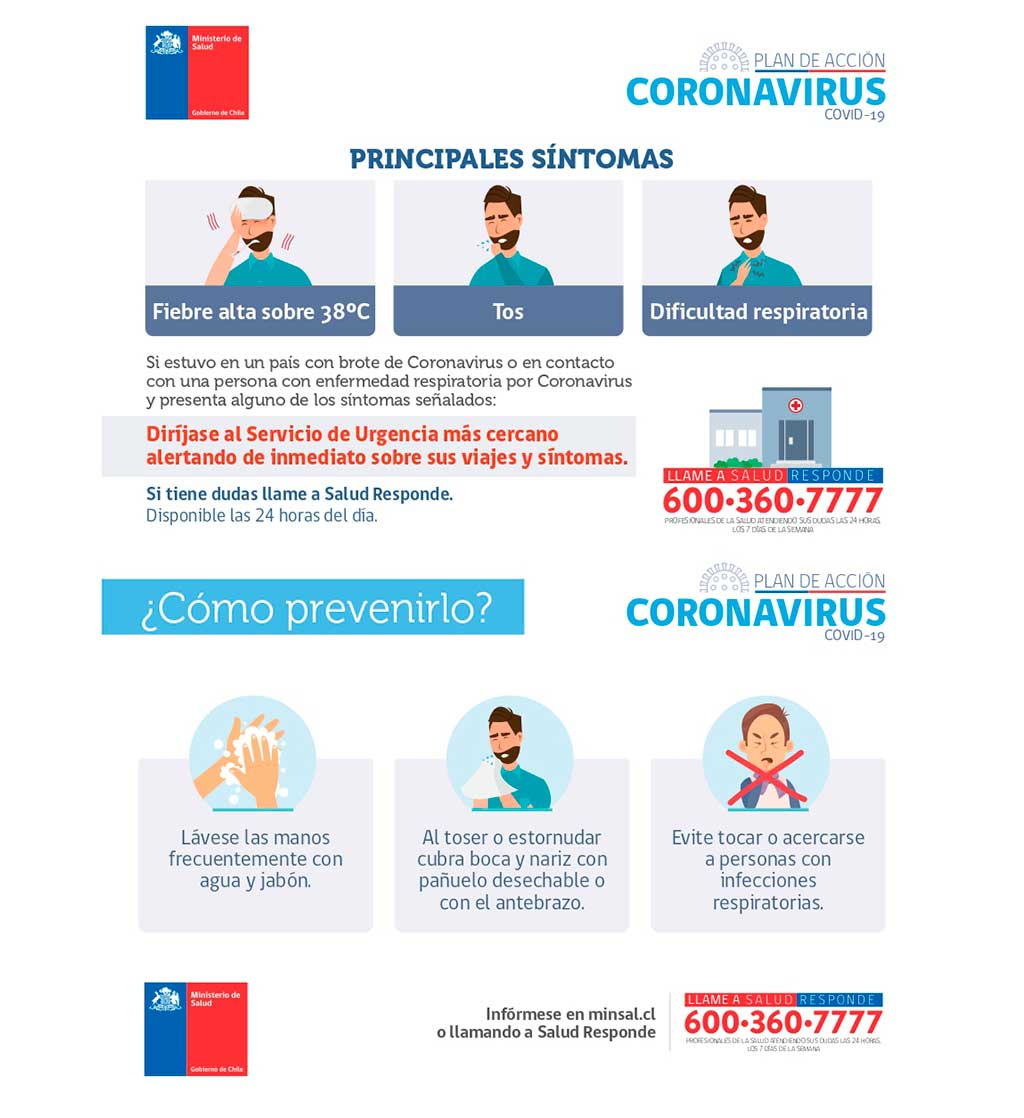 Ministerio de
Salud
Gobierno de Chile
PLAN DE ACCIÓN
CORONAVIRUS
COVID-19
PRINCIPALES SÍNTOMAS
Fiebre alta sobre 38ºC
Tos
Dificultad respiratoria
Si estuvo en un país con brote de Coronavirus o en contacto
con una persona con enfermedad respiratoria por Coronavirus
y presenta alguno de los síntomas señalados:
Diríjase al Servicio de Urgencia más cercano
alertando de inmediato sobre sus viajes y síntomas.
Si tiene dudas llame a Salud Responde.
Disponible las 24 horas del día.
LLAME A SALUD RESPONDE
600·360·7777
PROFESIONALES DE LA SALUD ATENDIENDO SUS DUDAS LAS 24 HORAS,
LOS 7 DÍAS DE LA SEMANA
¿Cómo prevenirlo?
PLAN DE ACCIÓN
CORONAVIRUS
COVID-19
Lávese las manos
frecuentemente con
agua y jabón.
Al toser o estornudar
cubra boca y nariz con
pañuelo desechable o
con el antebrazo.
Evite tocar o acercarse
a personas con
infecciones
respiratorias.
Ministerio de
Salud
Gobierno de Chile
Infórmese en minsal.cl
o llamando a Salud Responde
LLAME A SALUD RESPONDE
600·360·7777
PROFESIONALES DE LA SALUD ATENDIENDO SUS DUDAS LAS 24 HORAS,
LOS 7 DÍAS DE LA SEMANA